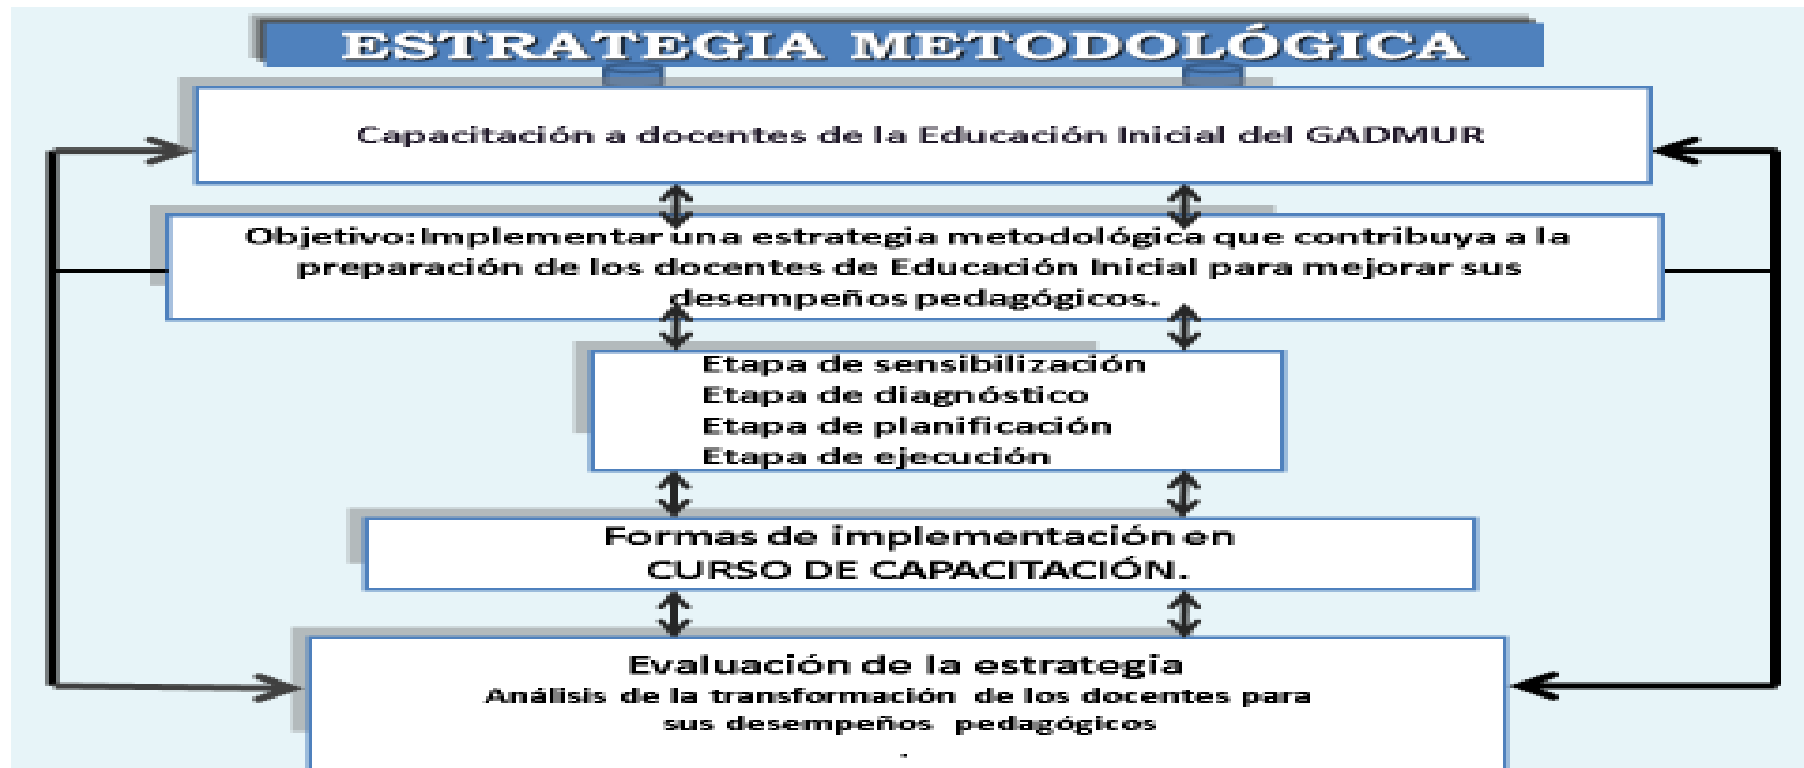 ESTRATEGIA METODOLÓGICA
Capacitación a docentes de la Educación Inicial del GADMUR
Objetivo: Implementar una estrategia metodológica que contribuya a la
preparación de los docentes de Educación Inicial para mejorar sus
desempeños pedagógicos.
Etapa de sensibilización
Etapa de diagnóstico
Etapa de planificación
Etapa de ejecución
Formas de implementación en
CURSO DE CAPACITACIÓN.
Evaluación de la estrategia
Análisis de la transformación de los docentes para
sus desempeños pedagógicos
.